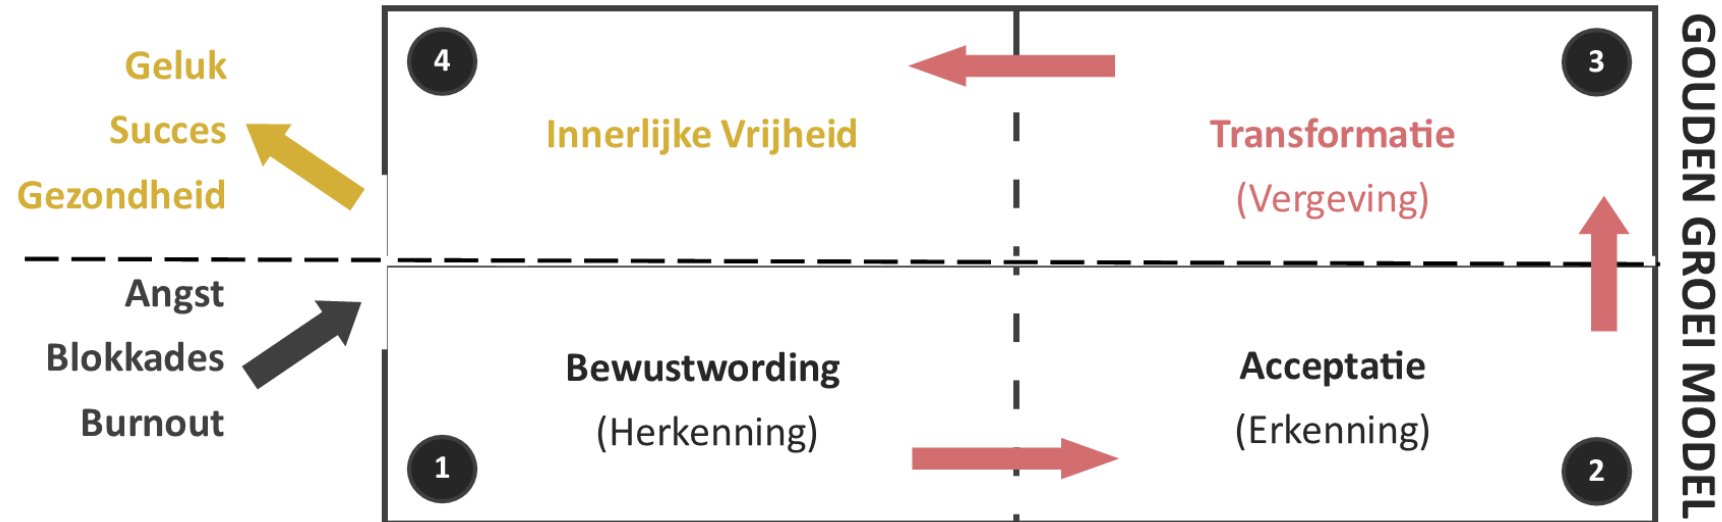 Geluk
Succes
Gezondheid
4
Innerlijke Vrijheid
3
Transformatie
(Vergeving)
Angst
Blokkades
Burnout
1
Bewustwording
(Herkenning)
Acceptatie
(Erkenning)
2
GOUDEN GROEI MODEL